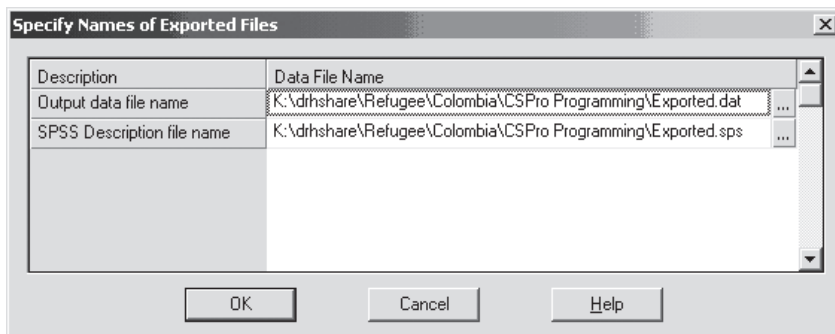 Specify Names of Exported Files
Description Data File Name
Output data file name K:\drhshare\Refugee\Colombia\CSPro Programming\Exported.dat ...
SPSS Description file name K:\drhshare\Refugee\Colombia\CSPro Programming\Exported.sps ...
OK Cancel Help